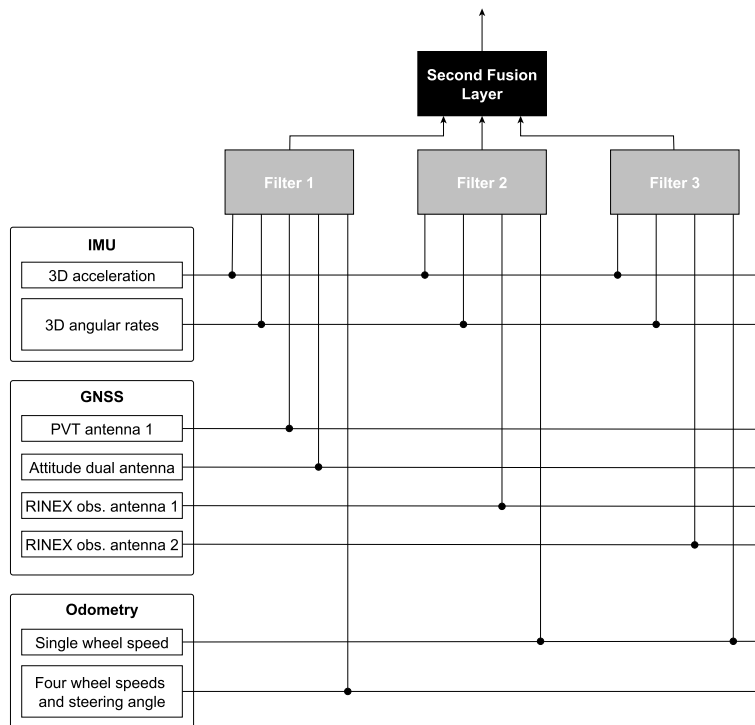 Second Fusion
Layer
Filter 1
Filter 2
Filter 3
IMU
3D acceleration
3D angular rates
GNSS
PVT antenna 1
Attitude dual antenna
RINEX obs. antenna 1
RINEX obs. antenna 2
Odometry
Single wheel speed
Four wheel speeds
and steering angle